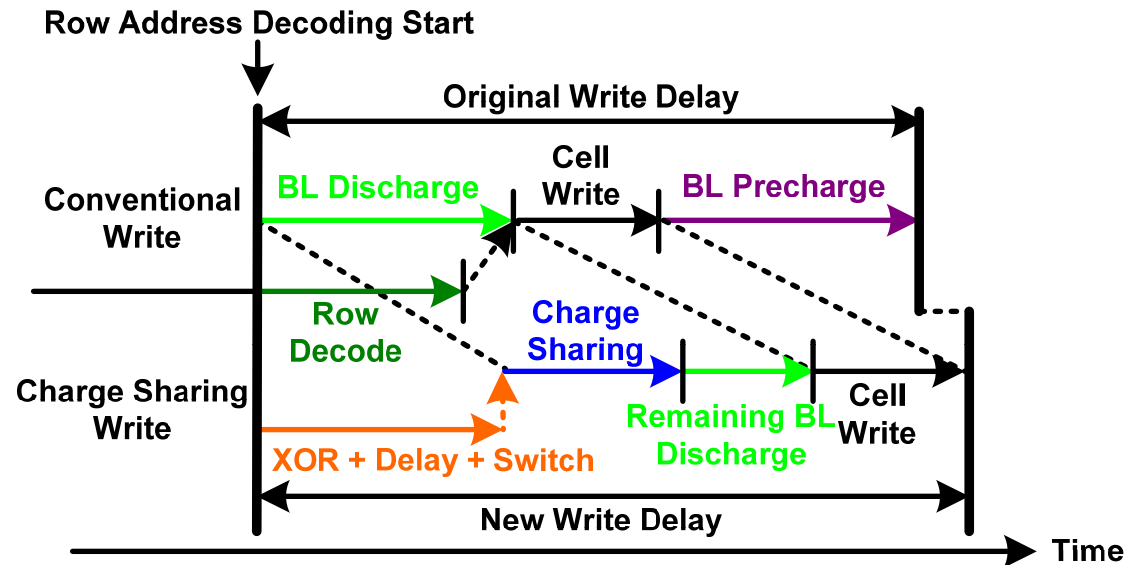 Row Address Decoding Start
Original Write Delay
Conventional
Write
BL Discharge
Cell
Write
BL Precharge
Row
Decode
Charge
Sharing
Charge Sharing
Write
Remaining BL
Discharge
Cell
Write
XOR + Delay + Switch
New Write Delay
Time